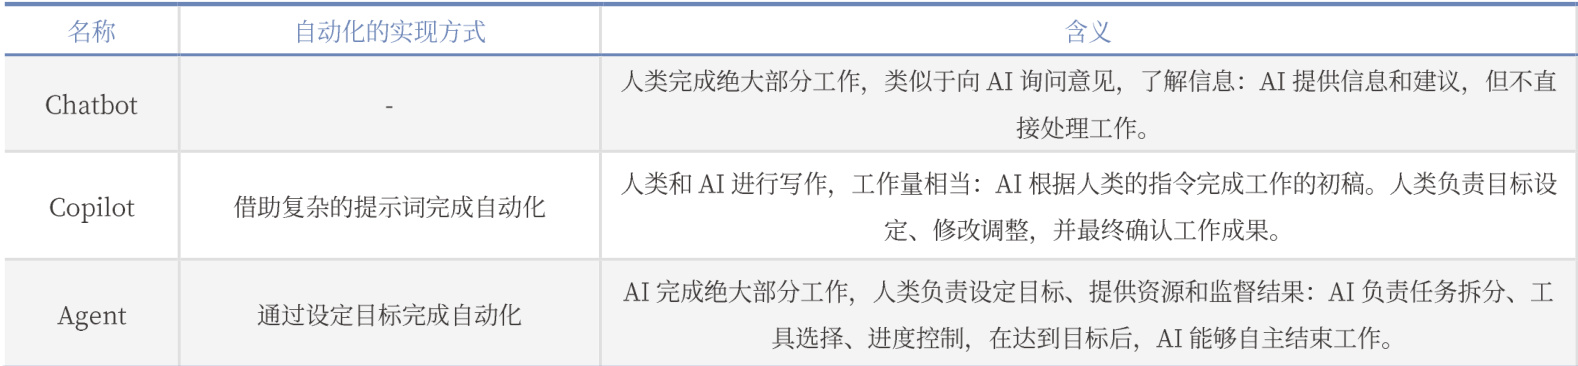 名称
自动化的实现方式
含义
Chatbot
-
人类完成绝大部分工作，类似于向 AI 询问意见，了解信息：AI 提供信息和建议，但不直
接处理工作。
Copilot
借助复杂的提示词完成自动化
人类和 AI 进行写作，工作量相当：AI 根据人类的指令完成工作的初稿。人类负责目标设
定、修改调整，并最终确认工作成果。
Agent
通过设定目标完成自动化
AI 完成绝大部分工作，人类负责设定目标、提供资源和监督结果：AI 负责任务拆分、工
具选择、进度控制，在达到目标后，AI 能够自主结束工作。